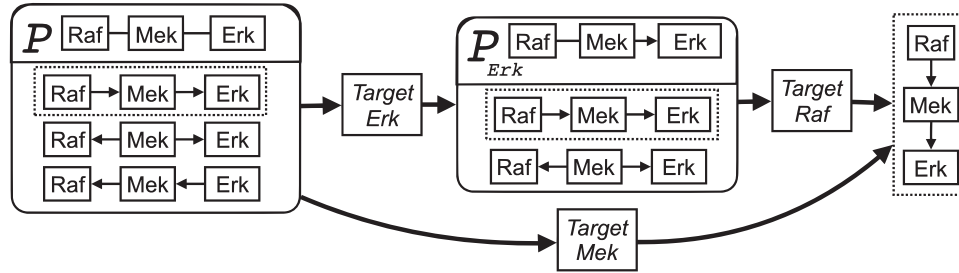 P Raf Mek Erk
Raf Mek Erk
Raf Mek Erk
Raf Mek Erk
Target
Erk
P Erk Raf Mek Erk
Raf Mek Erk
Raf Mek Erk
Target
Raf
Target
Mek
Raf
Mek
Erk